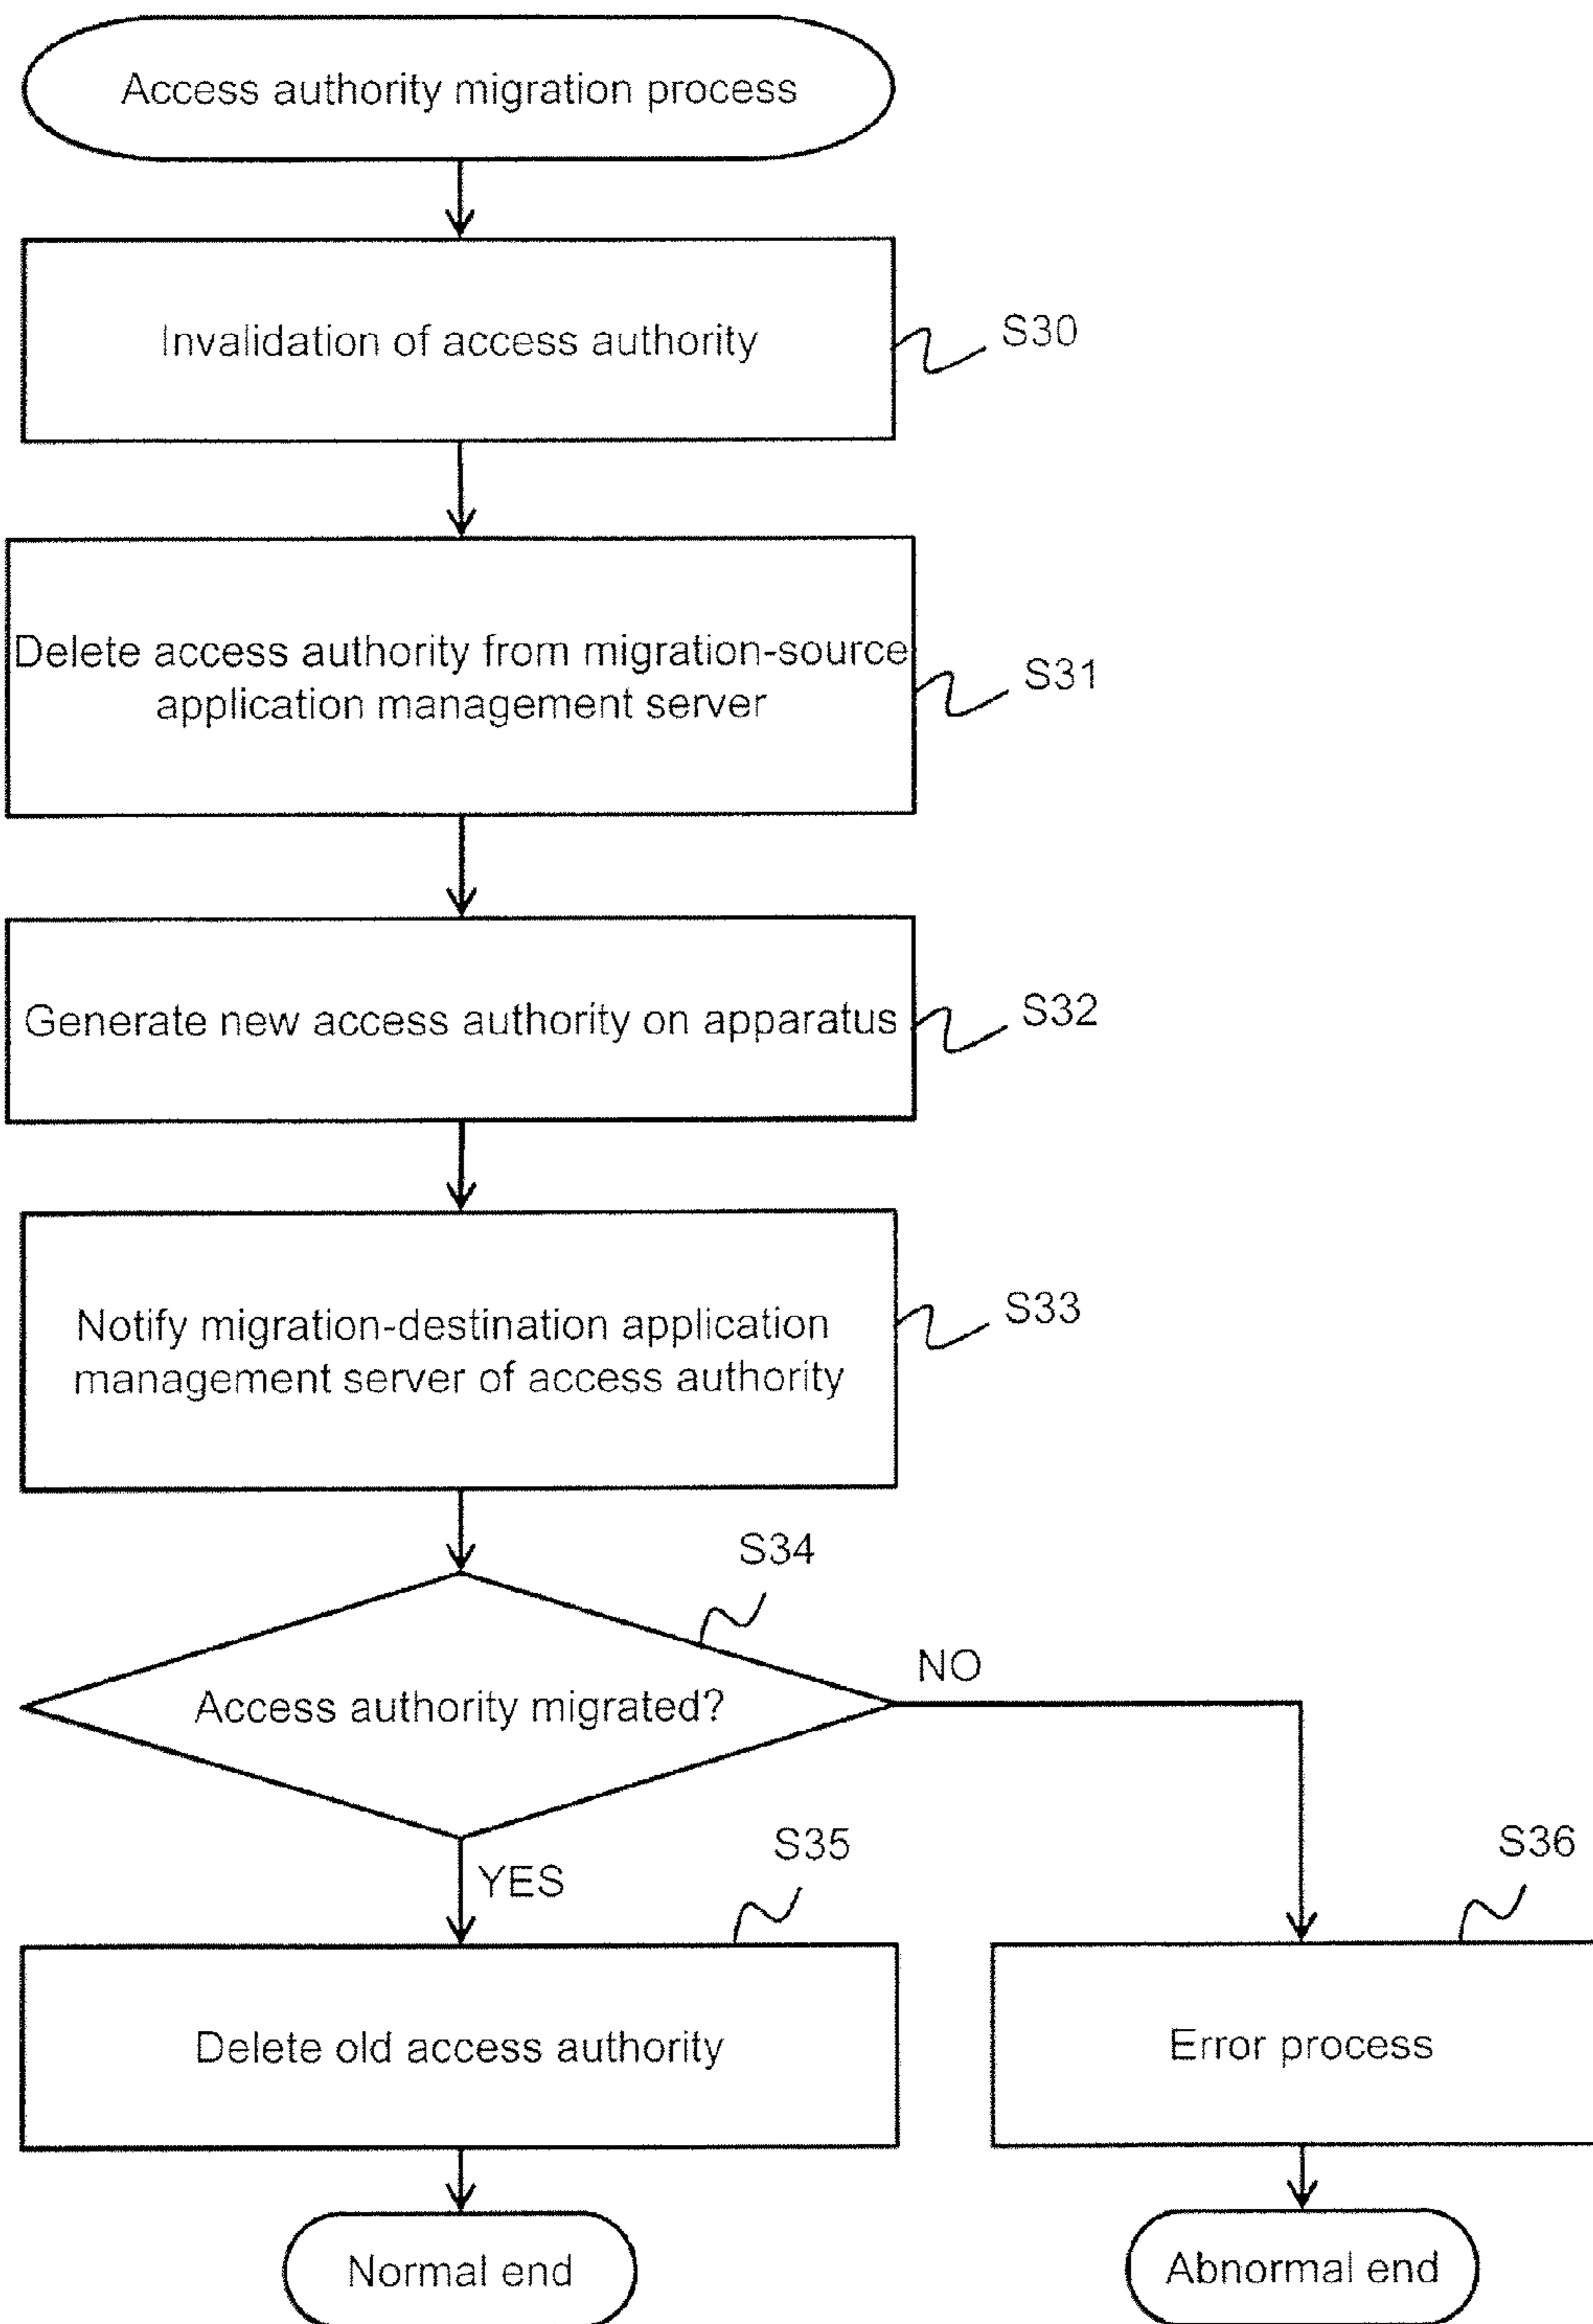 Access authority migration process
Invalidation of access authority
S30
Delete access authority from migration-source
application management server
S31
Generate new access authority on apparatus
S32
Notify migration-destination application
management server of access authority
S33
S34
Access authority migrated?
NO
YES
S35
S36
Delete old access authority
Error process
Normal end
Abnormal end